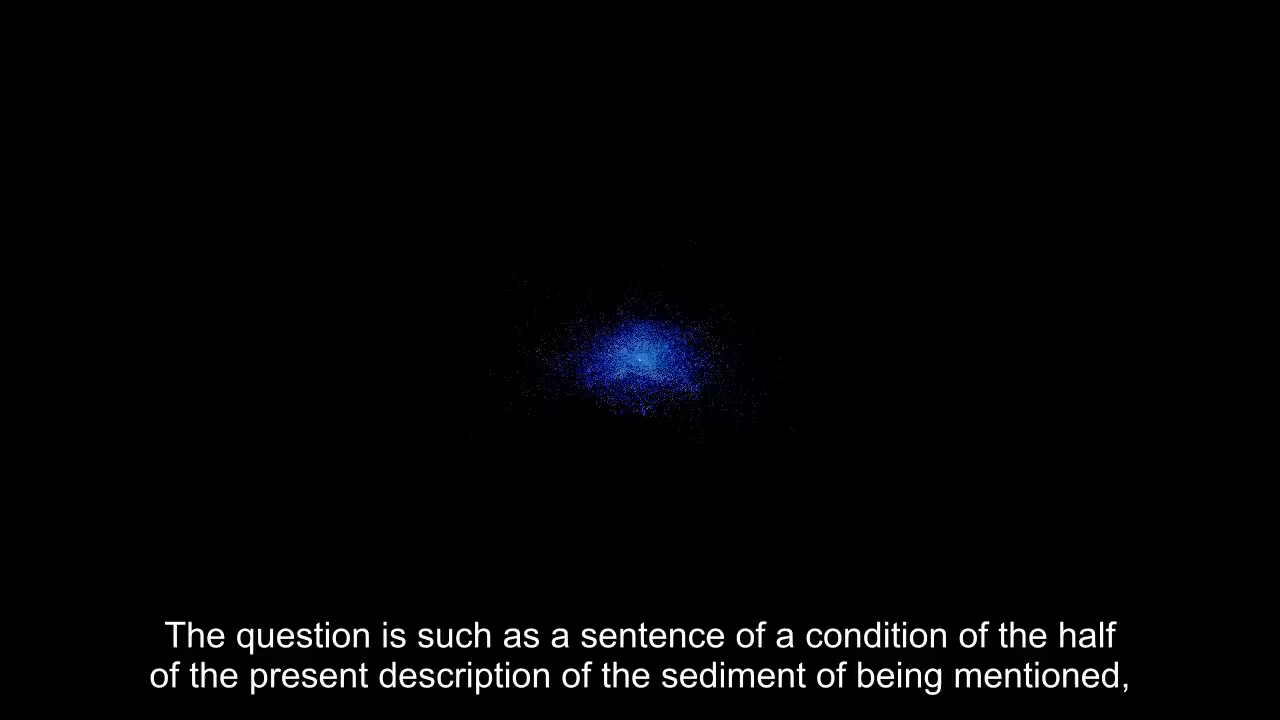 The question is such as a sentence of a condition of the half
of the present description of the sediment of being mentioned,